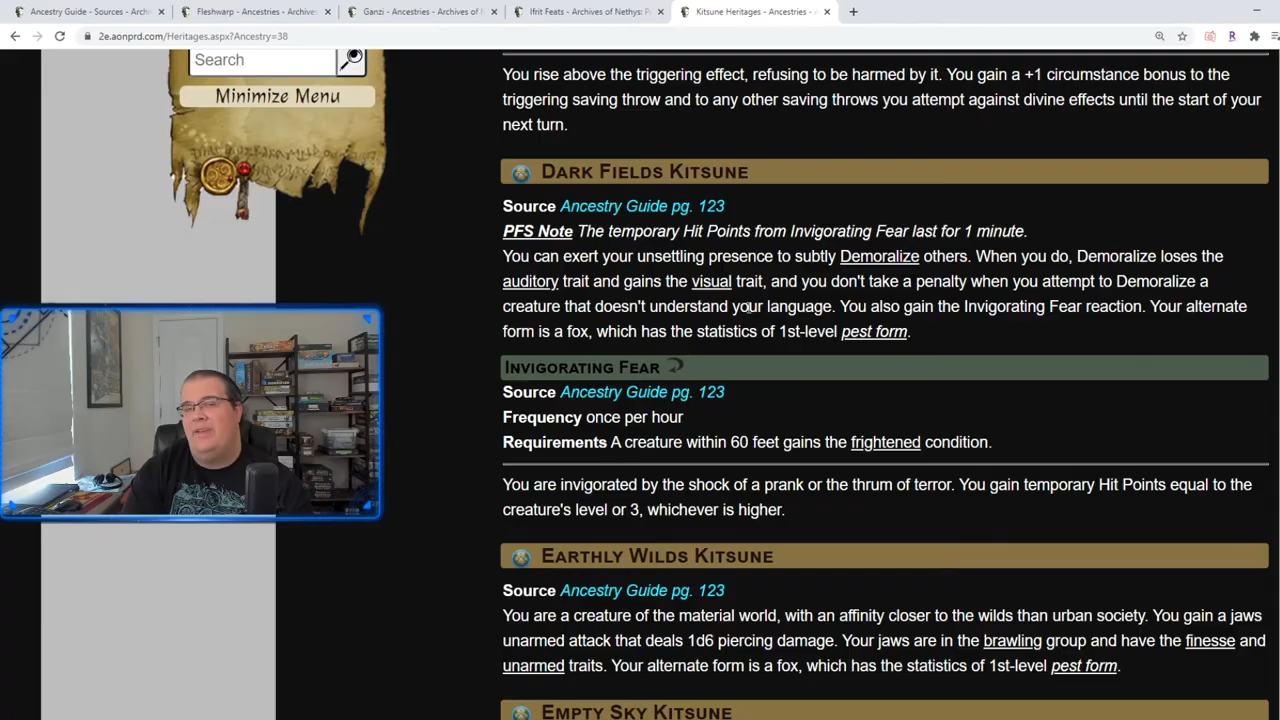 Ancestry Guide - Sources - Archi
Fleshwarp - Ancestries - Archives
Ganzi - Ancestries - Archives of N
Ifrit Feats - Archives of Nethys: Pa
Kitsune Heritages - Ancestries - A
2e.aonprd.com/Heritages.aspx?Ancestry=38
Search
Minimize Menu
You rise above the triggering effect, refusing to be harmed by it. You gain a +1 circumstance bonus to the
triggering saving throw and to any other saving throws you attempt against divine effects until the start of your
next turn.
Dark Fields Kitsune
Source Ancestry Guide pg. 123
PFS Note The temporary Hit Points from Invigorating Fear last for 1 minute.
You can exert your unsettling presence to subtly Demoralize others. When you do, Demoralize loses the
auditory trait and gains the visual trait, and you don't take a penalty when you attempt to Demoralize a
creature that doesn't understand your language. You also gain the Invigorating Fear reaction. Your alternate
form is a fox, which has the statistics of 1st-level pest form.
Invigorating Fear
Source Ancestry Guide pg. 123
Frequency once per hour
Requirements A creature within 60 feet gains the frightened condition.
You are invigorated by the shock of a prank or the thrum of terror. You gain temporary Hit Points equal to the
creature's level or 3, whichever is higher.
Earthly Wilds Kitsune
Source Ancestry Guide pg. 123
You are a creature of the material world, with an affinity closer to the wilds than urban society. You gain a jaws
unarmed attack that deals 1d6 piercing damage. Your jaws are in the brawling group and have the finesse and
unarmed traits. Your alternate form is a fox, which has the statistics of 1st-level pest form.
Empty Sky Kitsune